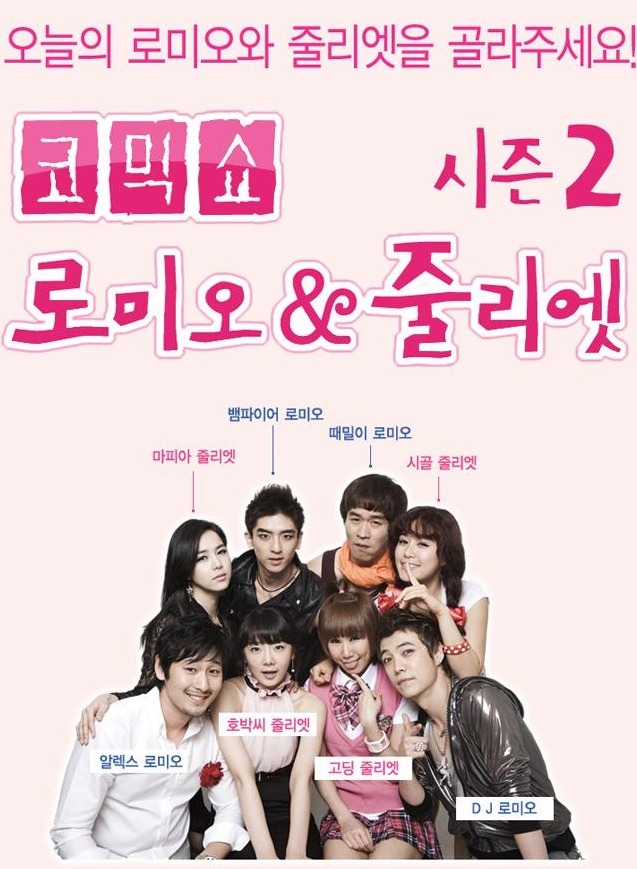 오늘의 로미오와 줄리엣을 골라주세요!
코믹쇼 시즌2
로미오&줄리엣
뱀파이어 로미오
때밀이 로미오
마피아 줄리엣
시골 줄리엣
호박씨 줄리엣
알렉스 로미오
고딩 줄리엣
DJ 로미오